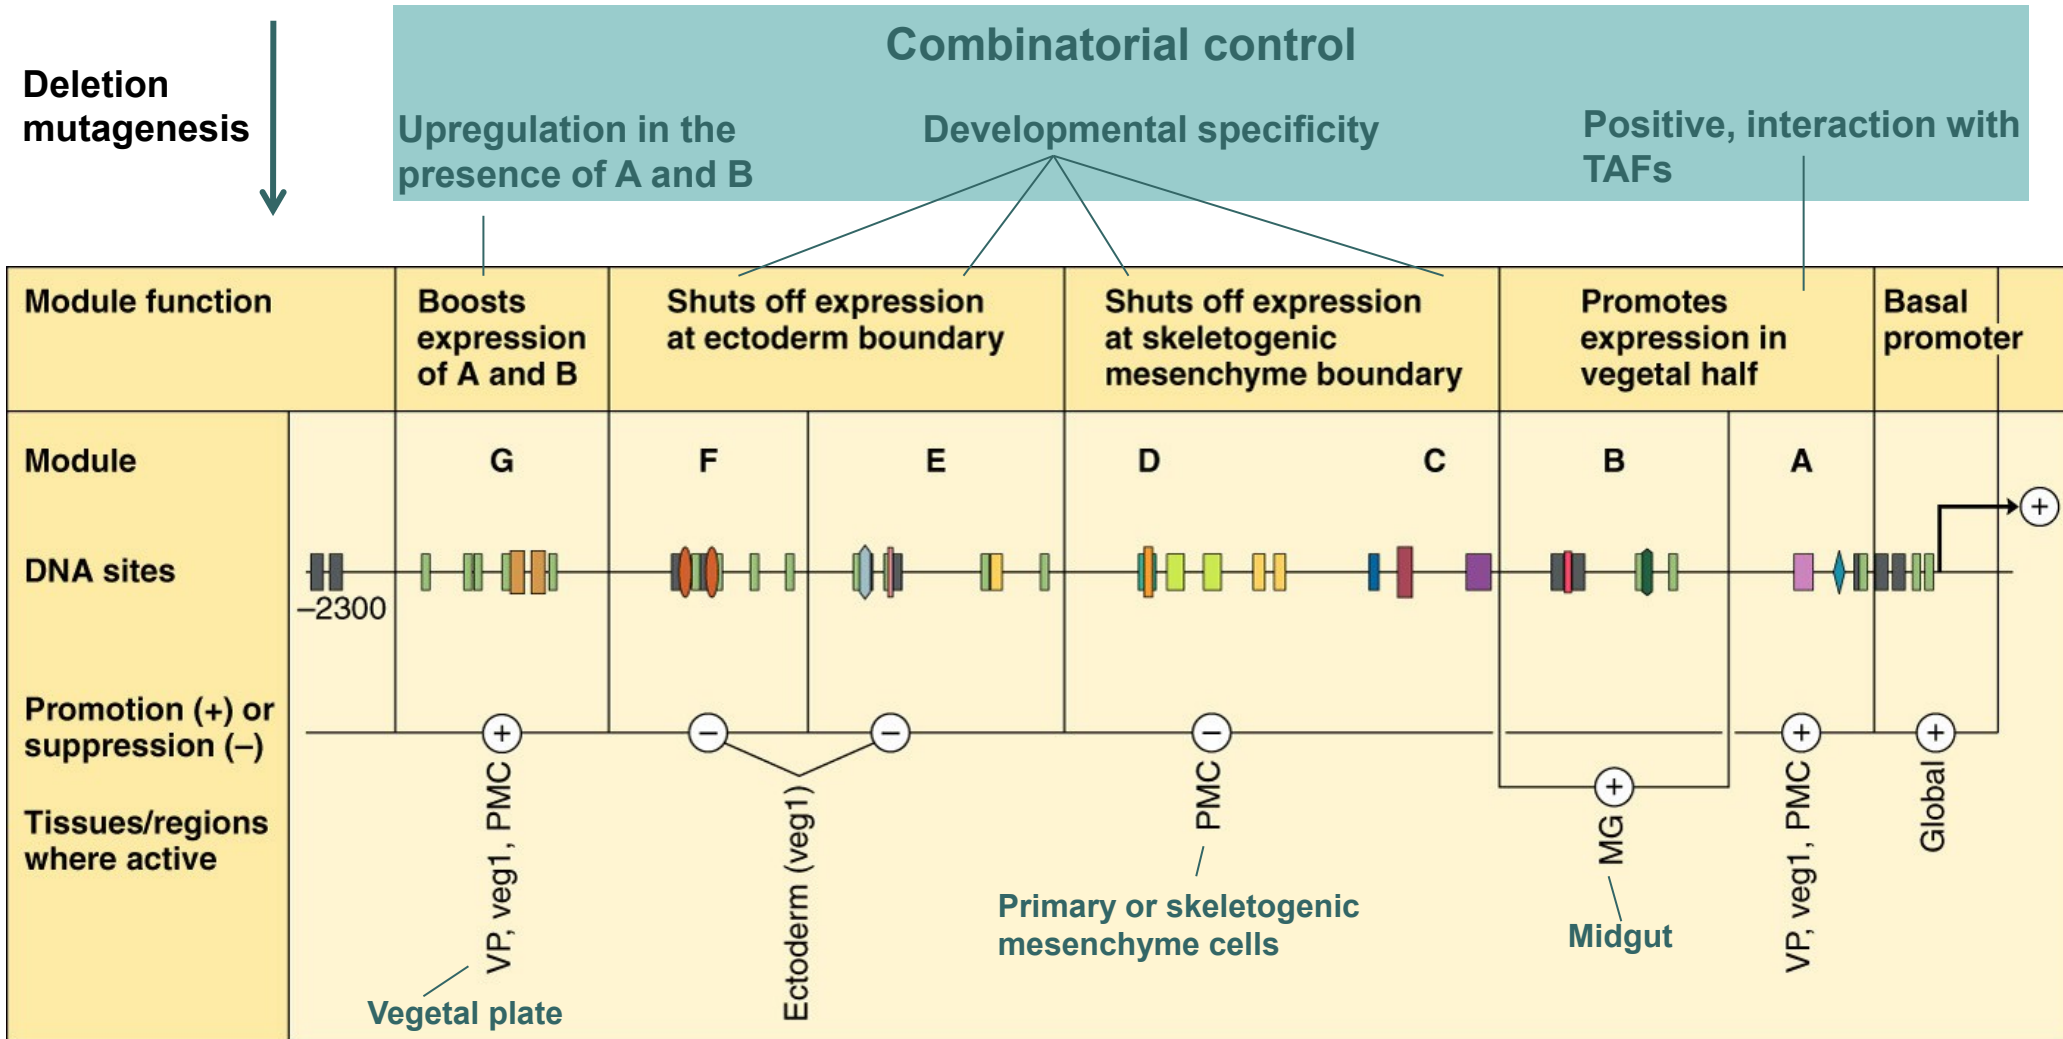 Combinatorial control
Deletion
mutagenesis
Upregulation in the
presence of A and B
Developmental specificity
Positive, interaction with
TAFs
Module function
Boosts
expression
of A and B
Shuts off expression
at ectoderm boundary
Shuts off expression
at skeletogenic
mesenchyme boundary
Promotes
expression in
vegetal half
Basal
promoter
Module
G
F
E
D
C
B
A
+
DNA sites
–2300
Promotion (+) or
suppression (–)
+
–
–
–
+
+
+
Tissues/regions
where active
VP, veg1, PMC
Ectoderm (veg1)
PMC
MG
VP, veg1, PMC
Global
Primary or skeletogenic
mesenchyme cells
Midgut
Vegetal plate